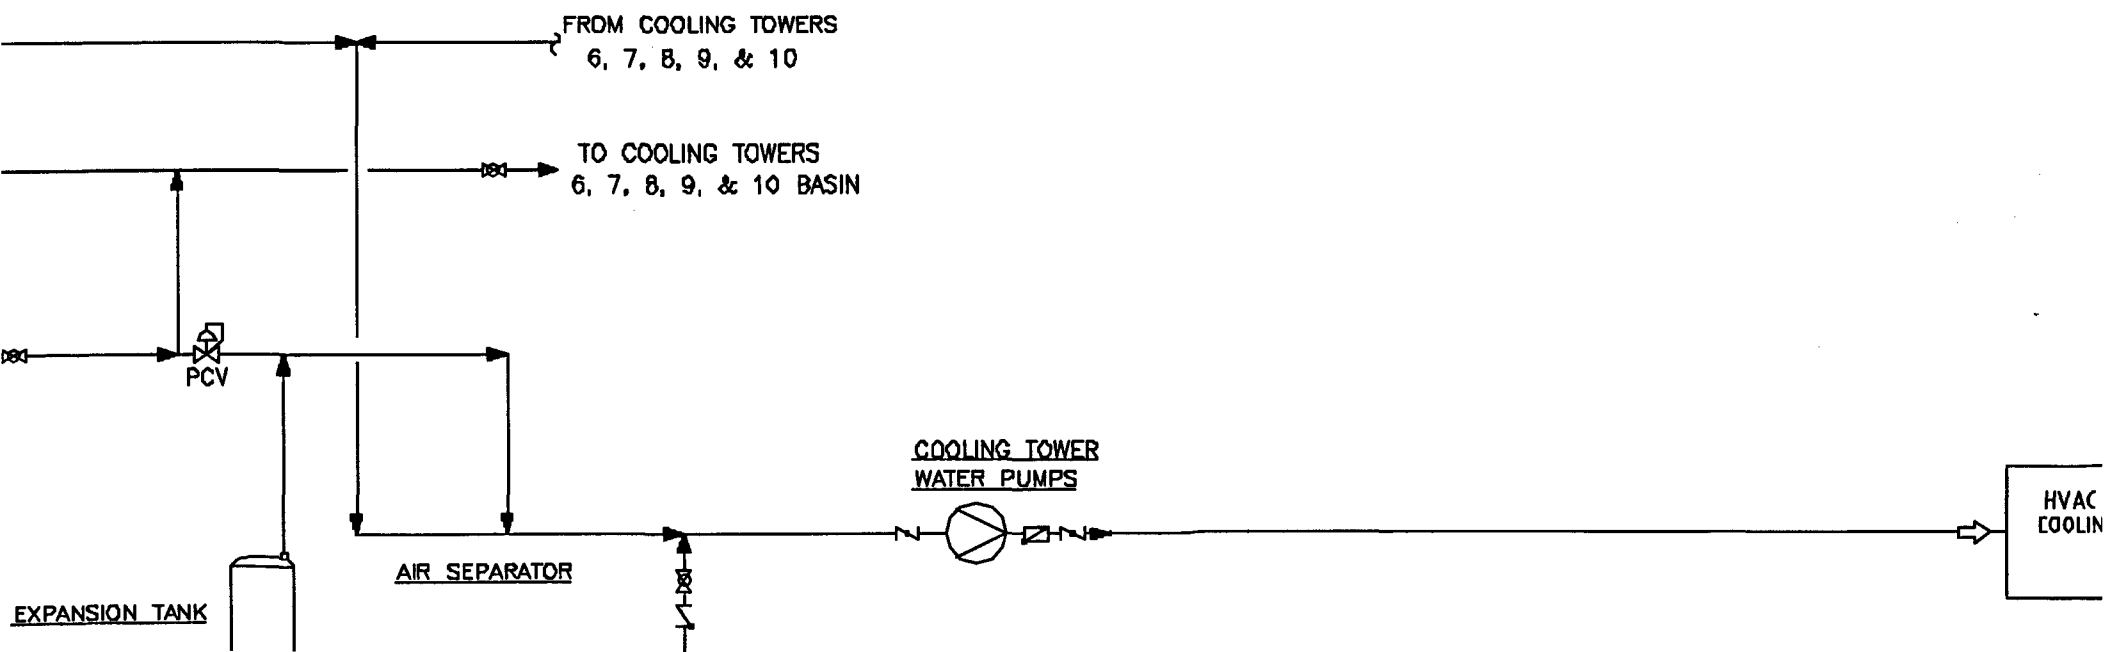 FROM COOLING TOWERS
6, 7, 8, 9, & 10
TO COOLING TOWERS
6, 7, 8, 9, & 10 BASIN
PCV
COOLING TOWER
WATER PUMPS
HVAC
COOLIN
AIR SEPARATOR
EXPANSION TANK